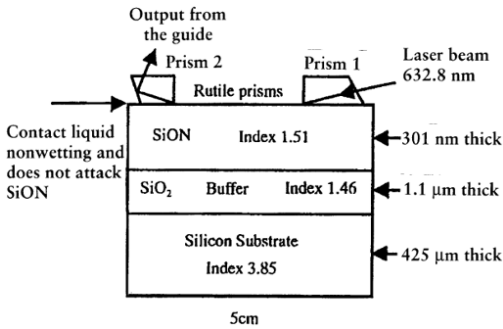 Output from
the guide
Prism 2
Prism 1
Laser beam
632.8 nm
Rutile prisms
Contact liquid
nonwetting and
does not attack
SiON
SiON Index 1.51
301 nm thick
SiO₂ Buffer Index 1.46
1.1 μm thick
Silicon Substrate
Index 3.85
425 μm thick
5cm